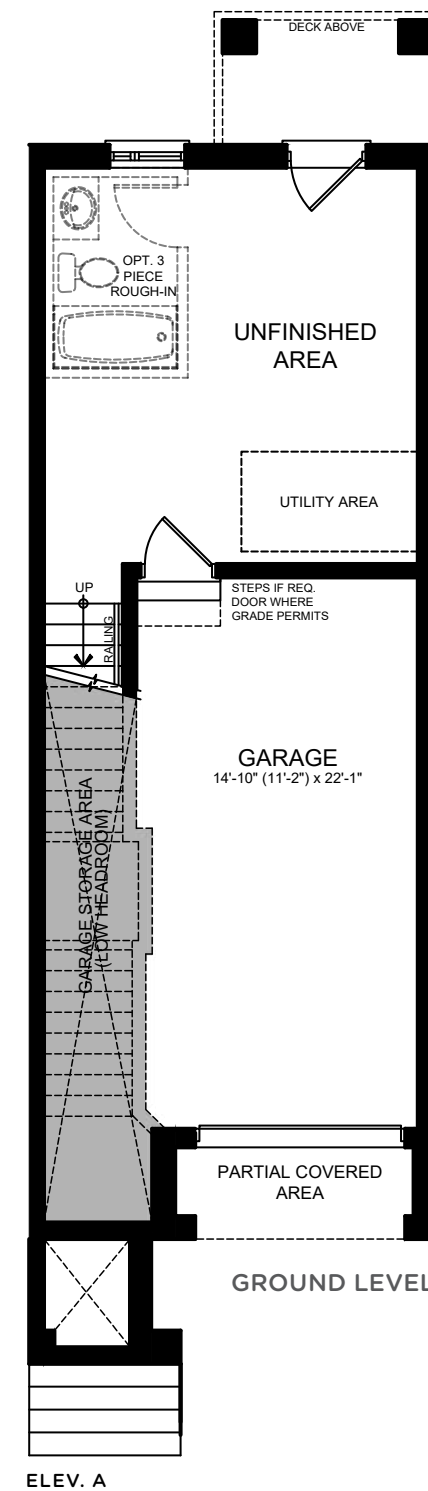 DECK ABOVE
OPT. 3
PIECE
ROUGH-IN
UNFINISHED
AREA
UTILITY AREA
UP
RAILING
STEPS IF REQ.
DOOR WHERE
GRADE PERMITS
GARAGE
14'-10" (11'-2") x 22'-1"
GARAGE STORAGE AREA
(LOW HEADROOM)
PARTIAL COVERED
AREA
GROUND LEVEL
ELEV. A